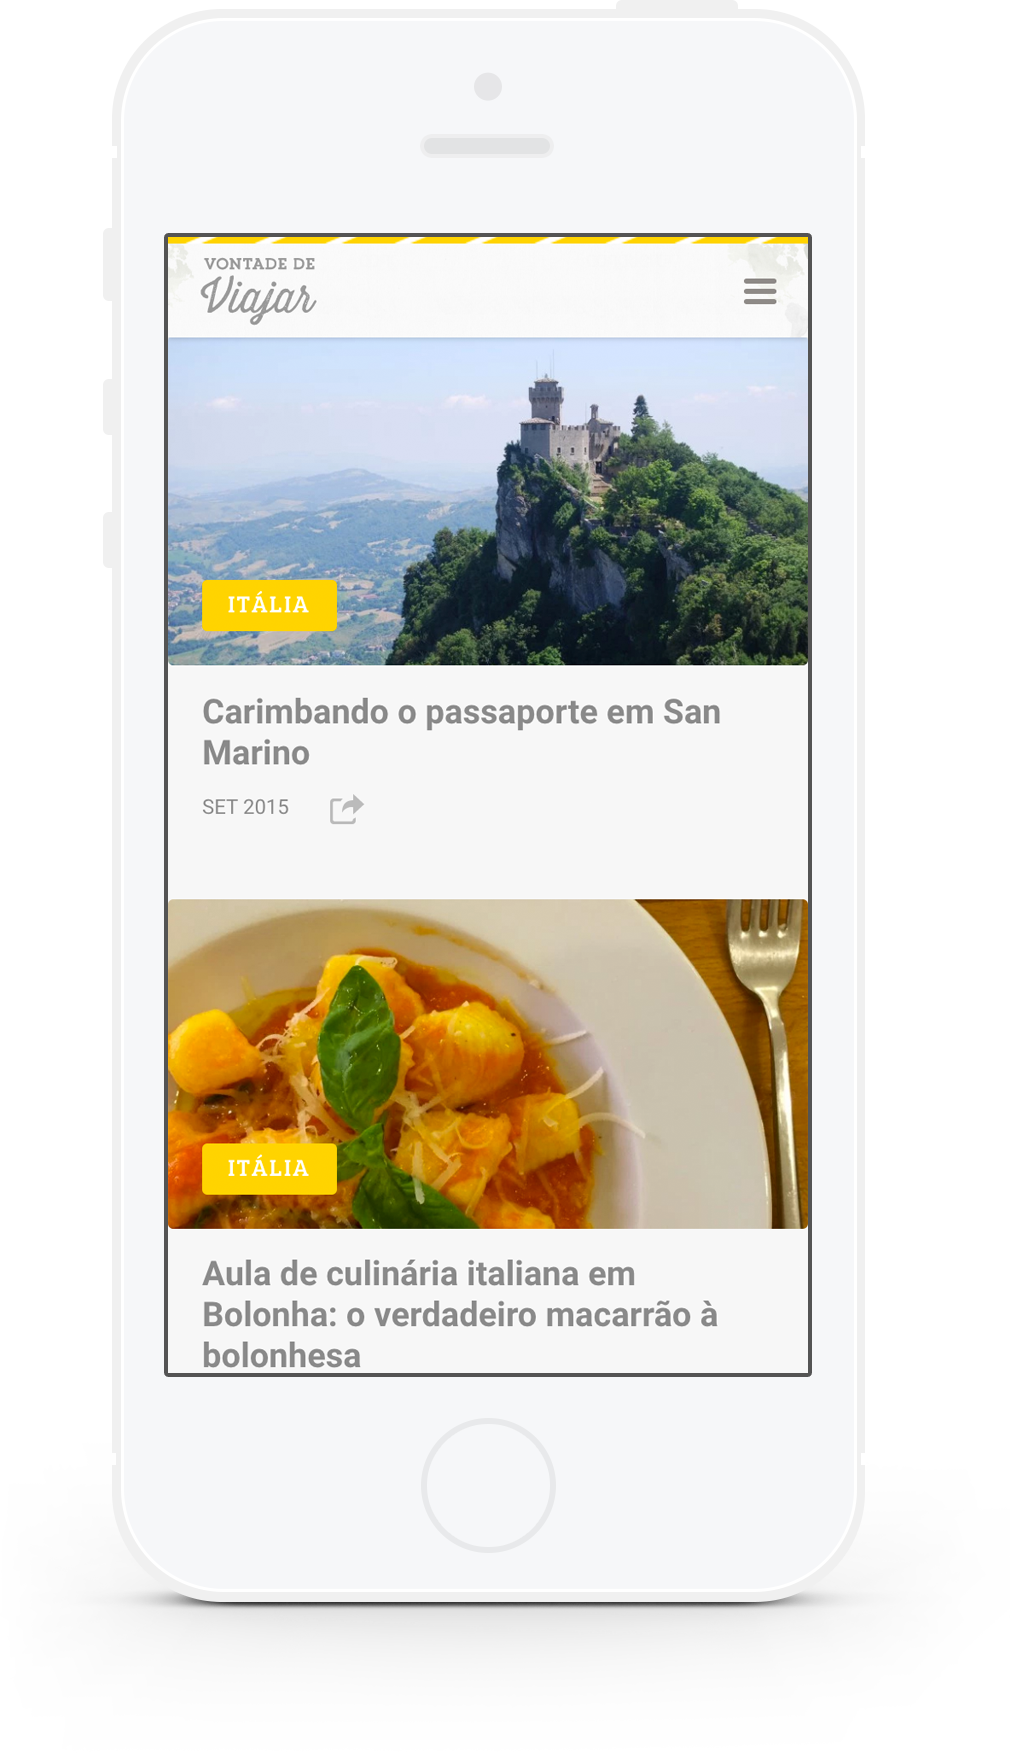 VONTADE DE
Viajar
ITÁLIA
Carimbando o passaporte em San
Marino
SET 2015
ITÁLIA
Aula de culinária italiana em
Bolonha: o verdadeiro macarrão à
bolonhesa